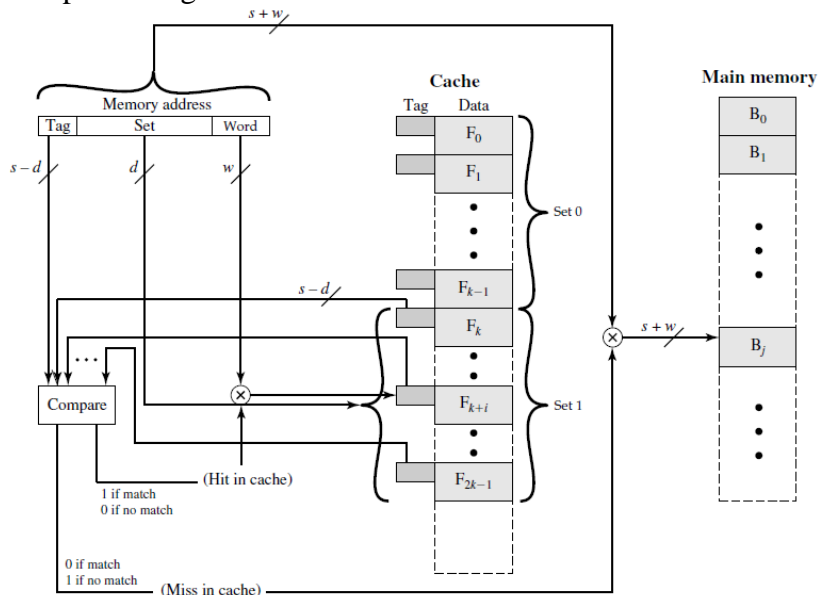 s + w
Cache
Main memory
Memory address
Tag Data
Tag Set Word
F0
B0
s – d
d
w
F1
B1
Set 0
s – d
Fk–1
Fk
s + w
Bj
Compare
Fk+i
Set 1
(Hit in cache)
F2k–1
1 if match
0 if no match
0 if match
1 if no match
(Miss in cache)